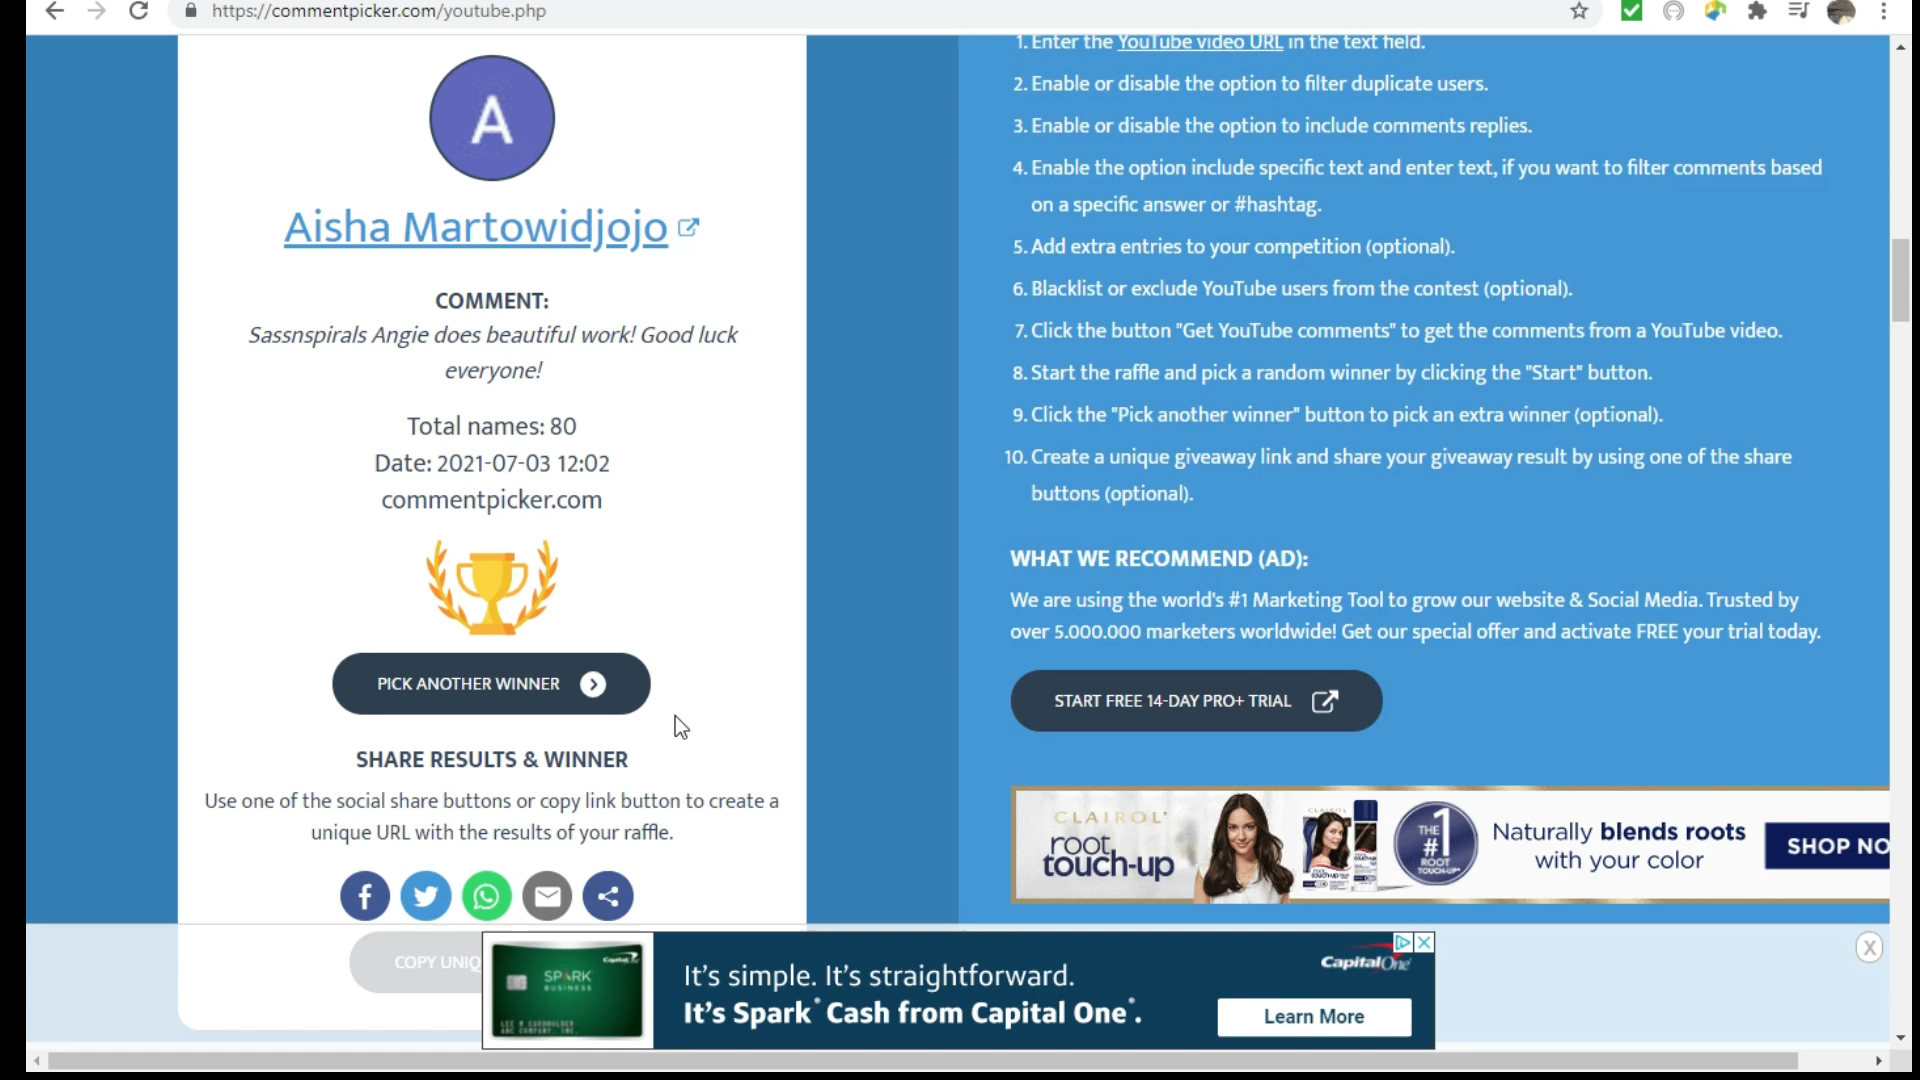 https://commentpicker.com/youtube.php
A
Aisha Martowidjojo
COMMENT:
Sassnspirals Angie does beautiful work! Good luck
everyone!
Total names: 80
Date: 2021-07-03 12:02
commentpicker.com
PICK ANOTHER WINNER
SHARE RESULTS & WINNER
Use one of the social share buttons or copy link button to create a
unique URL with the results of your raffle.
COPY UNIQ
1. Enter the YouTube video URL in the text field.
2. Enable or disable the option to filter duplicate users.
3. Enable or disable the option to include comments replies.
4. Enable the option include specific text and enter text, if you want to filter comments based
on a specific answer or #hashtag.
5. Add extra entries to your competition (optional).
6. Blacklist or exclude YouTube users from the contest (optional).
7. Click the button "Get YouTube comments" to get the comments from a YouTube video.
8. Start the raffle and pick a random winner by clicking the "Start" button.
9. Click the "Pick another winner" button to pick an extra winner (optional).
10. Create a unique giveaway link and share your giveaway result by using one of the share
buttons (optional).
WHAT WE RECOMMEND (AD):
We are using the world's #1 Marketing Tool to grow our website & Social Media. Trusted by
over 5.000.000 marketers worldwide! Get our special offer and activate FREE your trial today.
START FREE 14-DAY PRO+ TRIAL
CLAIROL
root
touch-up
CLAIROL
THE
#1
ROOT
TOUCH-UP
Naturally blends roots
with your color
SHOP NO
Capital One
SPARK
BUSINESS
It's simple. It's straightforward.
It's Spark® Cash from Capital One®.
Capital One
Learn More
X